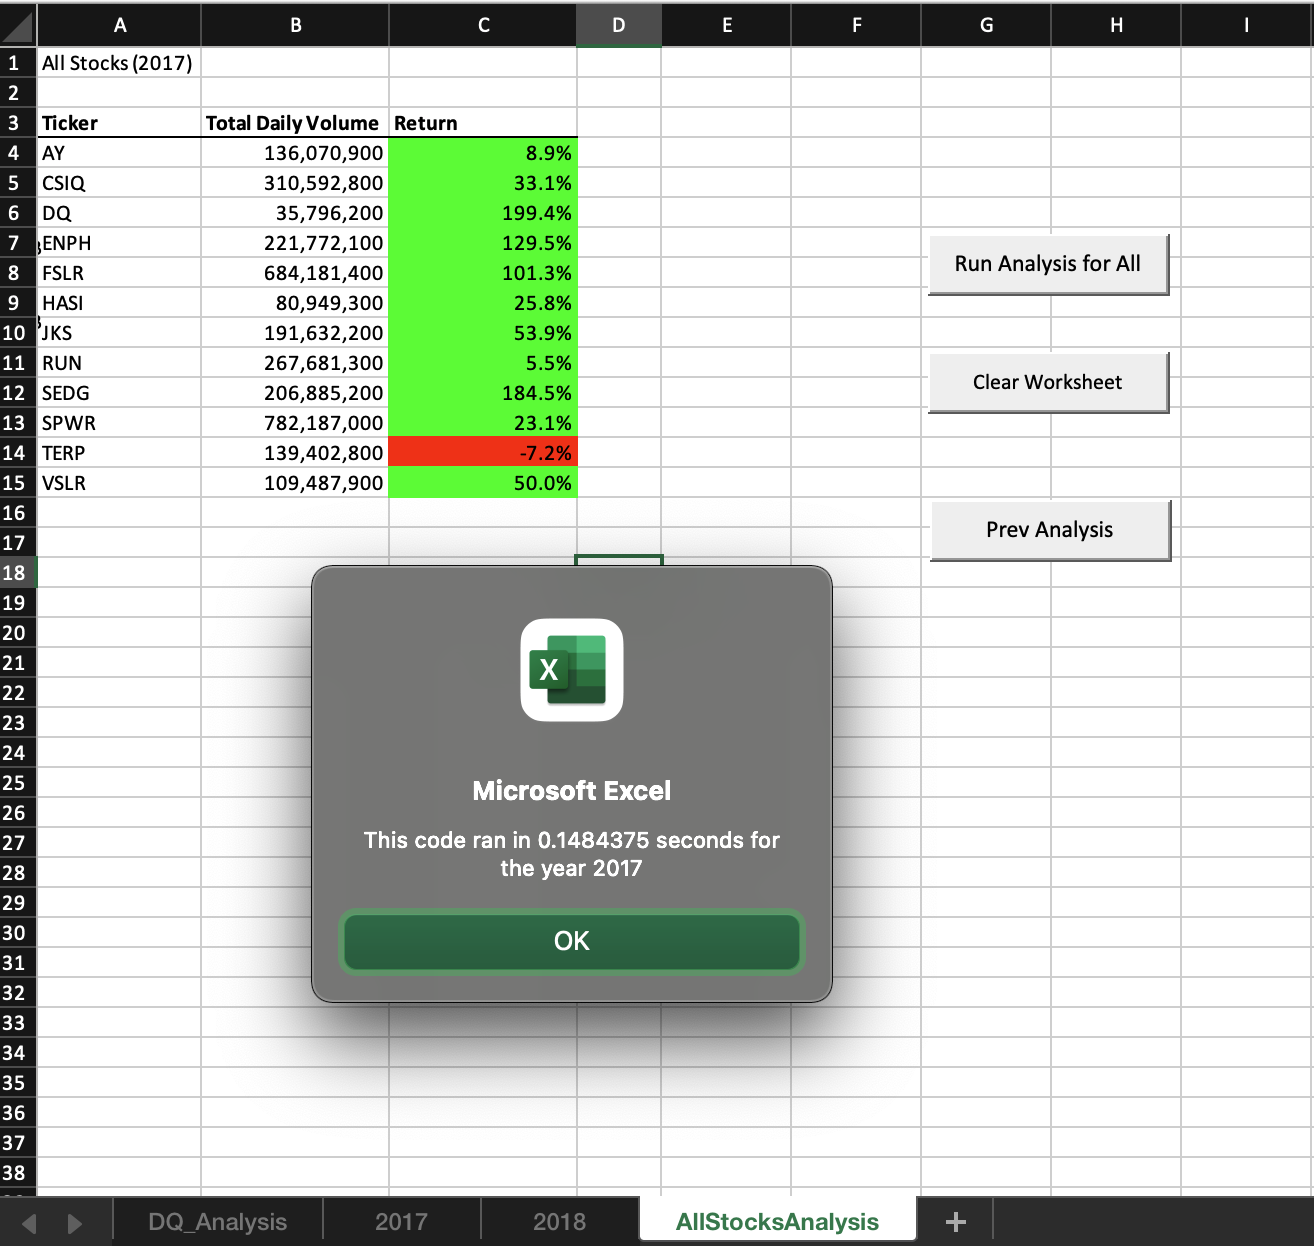 A B C D E F G H I
1 All Stocks (2017)
2
3 Ticker Total Daily Volume Return
4 AY 136,070,900 8.9%
5 CSIQ 310,592,800 33.1%
6 DQ 35,796,200 199.4%
7 ENPH 221,772,100 129.5%
8 FSLR 684,181,400 101.3%
Run Analysis for All
9 HASI 80,949,300 25.8%
10 JKS 191,632,200 53.9%
11 RUN 267,681,300 5.5%
12 SEDG 206,885,200 184.5%
Clear Worksheet
13 SPWR 782,187,000 23.1%
14 TERP 139,402,800 -7.2%
15 VSLR 109,487,900 50.0%
16
17
Prev Analysis
18
19
20
21
22
23
24
25
26
27
28
29
30
31
32
33
34
35
36
37
38
X
Microsoft Excel
This code ran in 0.1484375 seconds for
the year 2017
OK
DQ_Analysis 2017 2018 AllStocksAnalysis +